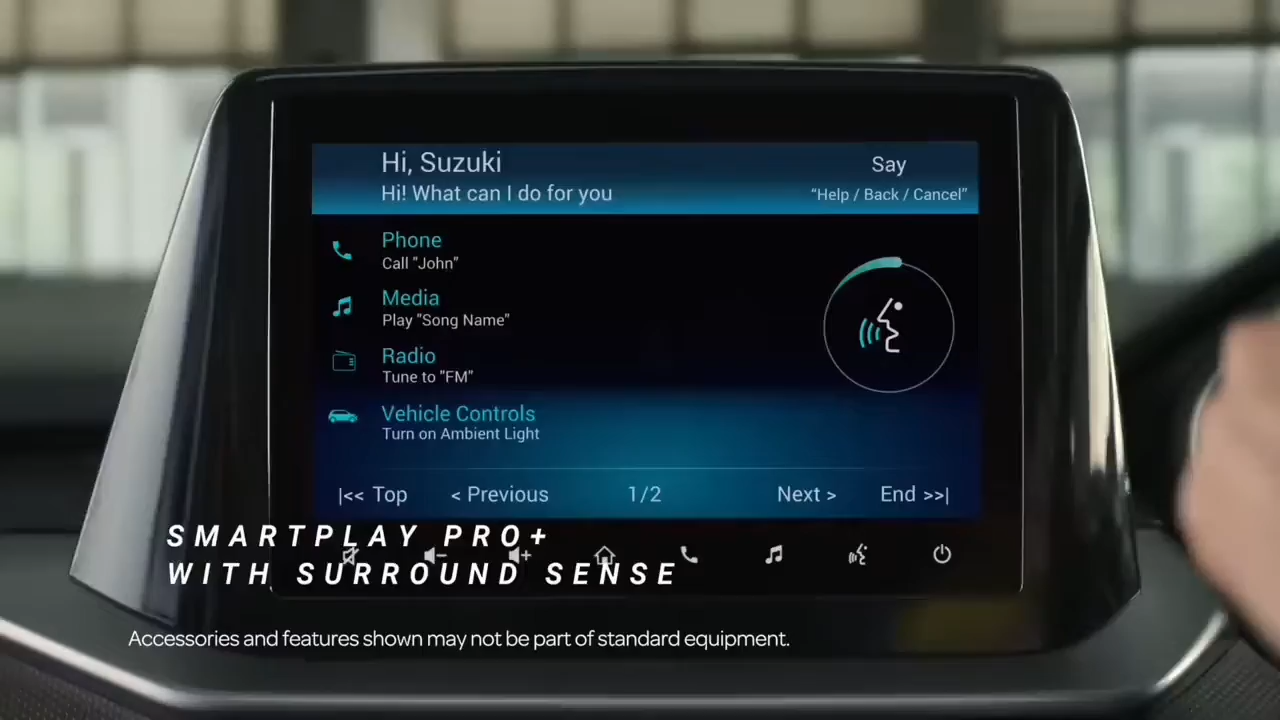 Hi, Suzuki
Say
Hi! What can I do for you
“Help / Back / Cancel”
Phone
Call "John"
Media
Play "Song Name"
Radio
Tune to "FM"
Vehicle Controls
Turn on Ambient Light
|<< Top < Previous 1/2 Next > End >>|
SMARTPLAY PRO+
WITH SURROUND SENSE
Accessories and features shown may not be part of standard equipment.